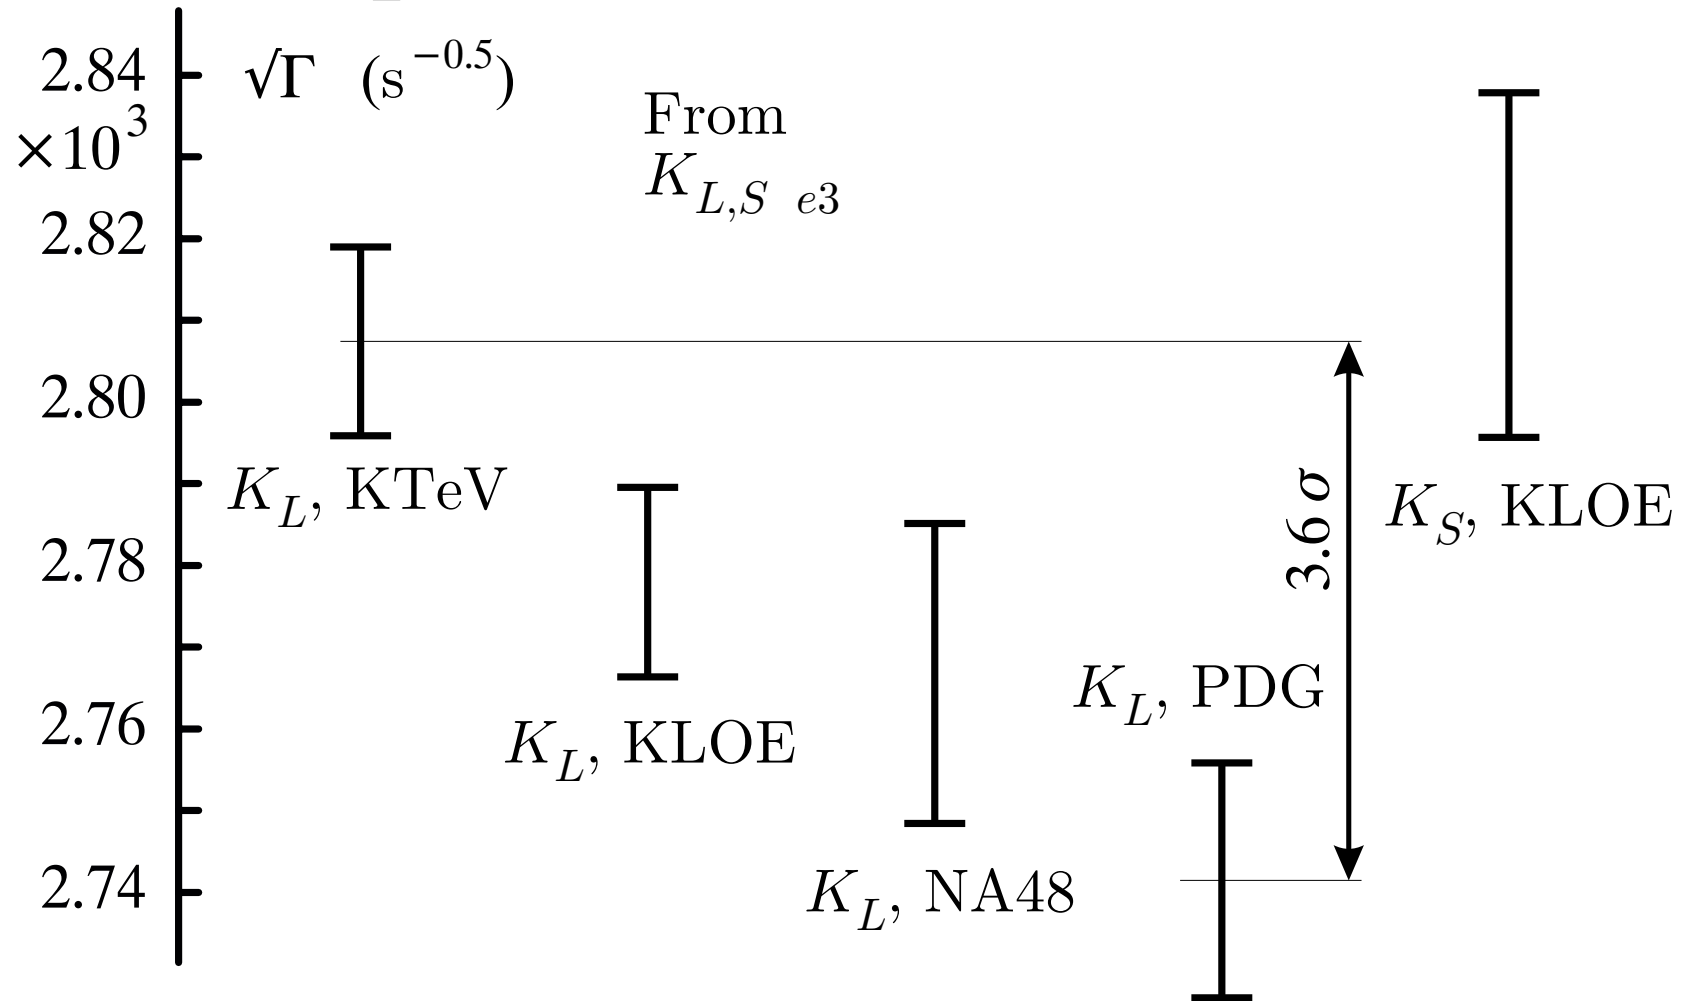 2.84
×10³
2.82
2.80
2.78
2.76
2.74
√Γ (s⁻⁰·⁵)
From
K_{L,S e3}
K_L, KTeV
K_L, KLOE
K_L, NA48
K_L, PDG
3.6 σ
K_S, KLOE